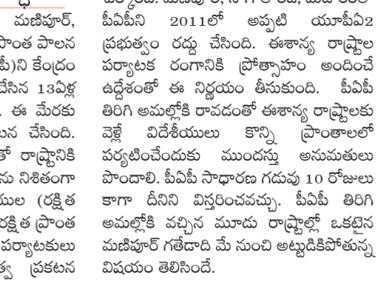 మణిపూర్,
ప్రాంత పాలన
పీ)ని కేంద్రం
చేసిన 13ఏళ్ల
. ఈ మేరకు
బన చేసింది.
తో రాష్ట్రానికి
ను నిశితంగా
యుల (రక్షిత
రక్షిత ప్రాంత
పర్యాటకులు
త్వ ప్రకటన
పీఏపీని 2011లో అప్పటి యూపీఏ2
ప్రభుత్వం రద్దు చేసింది. ఈశాన్య రాష్ట్రాల
పర్యాటక రంగానికి ప్రోత్సాహం అందించే
ఉద్దేశంతో ఈ నిర్ణయం తీసుకుంది. పీఏపీ
తిరిగి అమల్లోకి రావడంతో ఈశాన్య రాష్ట్రాలకు
వెళ్లే విదేశీయులు కొన్ని ప్రాంతాలలో
పర్యటించేందుకు ముందస్తు అనుమతులు
పొందాలి. పీఏపీ సాధారణ గడువు 10 రోజులు
కాగా దీనిని విస్తరించవచ్చు. పీఏపీ తిరిగి
అమల్లోకి వచ్చిన మూడు రాష్ట్రాల్లో ఒకటైన
మణిపూర్ గతేడాది మే నుంచి అట్టుడికిపోతున్న
విషయం తెలిసిందే.